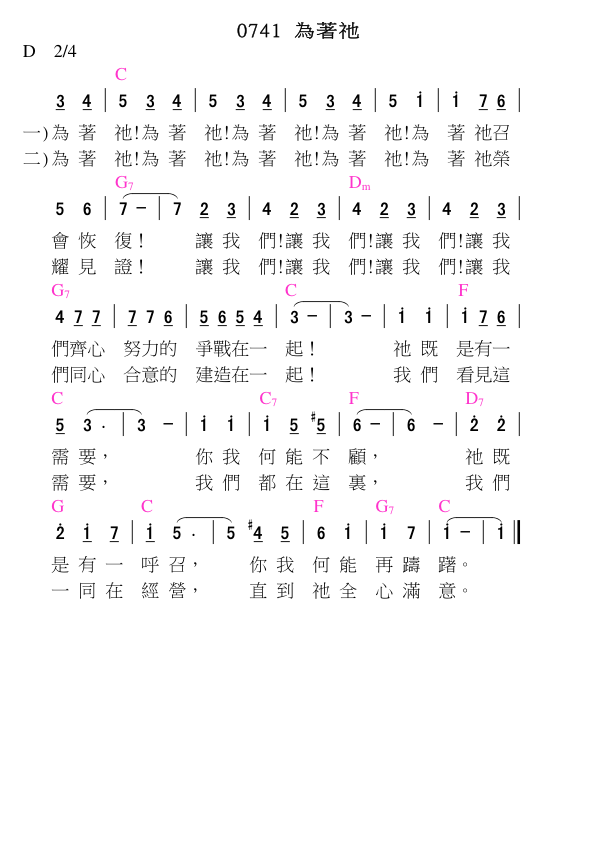 0741 為著祂
D 2/4
C
3 4 | 5 3 4 | 5 3 4 | 5 3 4 | 5 i | i 7 6 |
一)為 著 祂!為 著 祂!為 著 祂!為 著 祂!為 著 祂召
二)為 著 祂!為 著 祂!為 著 祂!為 著 祂!為 著 祂榮
G7 Dm
5 6 | 7 － | 7 2 3 | 4 2 3 | 4 2 3 | 4 2 3 |
會 恢 復! 讓 我 們!讓 我 們!讓 我 們!讓 我
耀 見 證! 讓 我 們!讓 我 們!讓 我 們!讓 我
G7 C F
4 7 7 | 7 7 6 | 5 6 5 4 | 3 － | 3 － | i i | i 7 6 |
們齊心 努力的 爭戰在一 起! 祂 既 是有一
們同心 合意的 建造在一 起! 我 們 看見這
C C7 F D7
5 3 . | 3 － | i i | i 5 #5 | 6 － | 6 － | 2 2 |
需 要， 你 我 何 能 不 顧， 祂 既
需 要， 我 們 都 在 這 裏， 我 們
G C F G7 C
2 i 7 | i 5 . | 5 #4 5 | 6 i | i 7 | i － | i ‖
是 有 一 呼 召， 你 我 何 能 再 躊 躇。
一 同 在 經 營， 直 到 祂 全 心 滿 意。